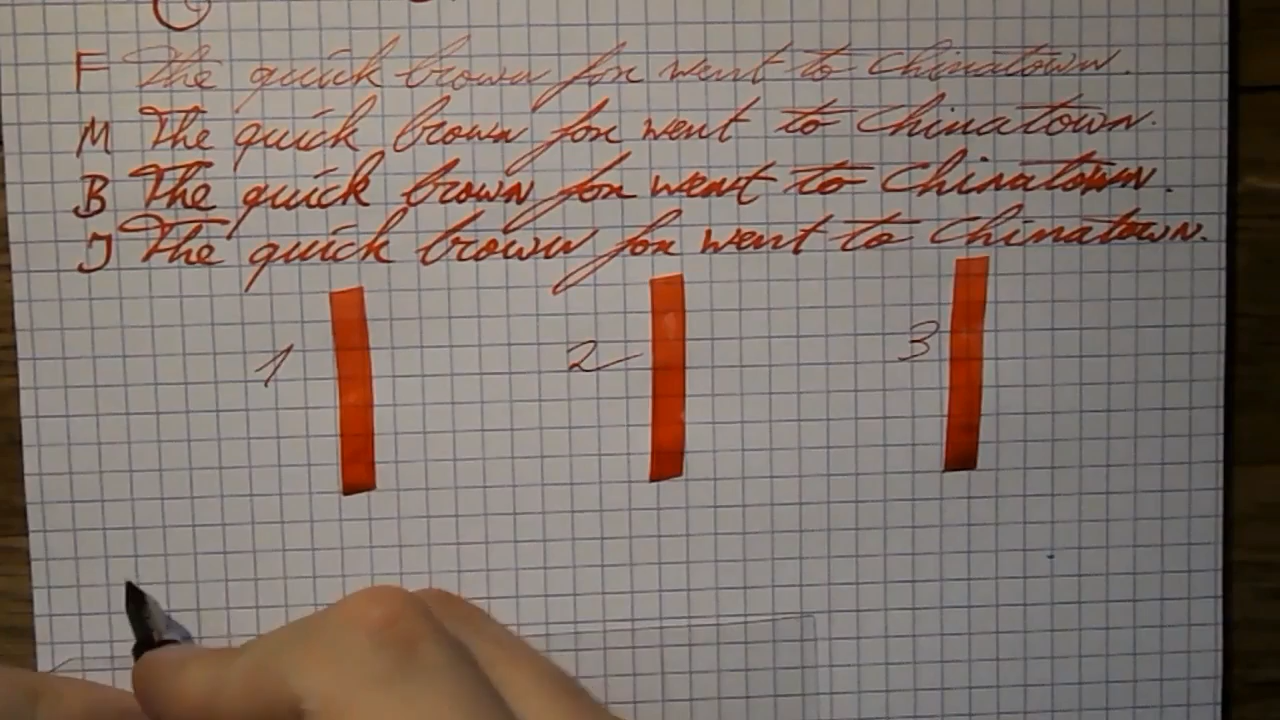 F The quick brown fox went to Chinatown.
M The quick brown fox went to Chinatown.
B The quick brown fox went to Chinatown.
J The quick brown fox went to Chinatown.
1 2 3